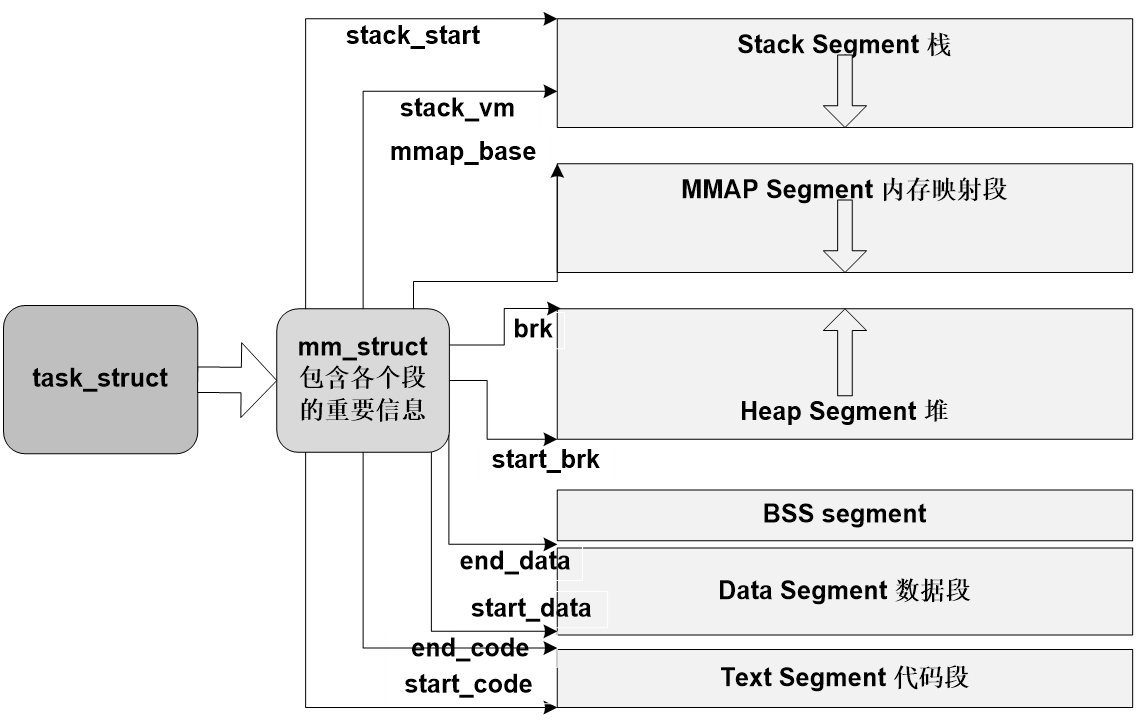 stack_start
Stack Segment 栈
stack_vm
mmap_base
MMAP Segment 内存映射段
brk
mm_struct
包含各个段
的重要信息
task_struct
Heap Segment 堆
start_brk
BSS segment
end_data
Data Segment 数据段
start_data
end_code
Text Segment 代码段
start_code